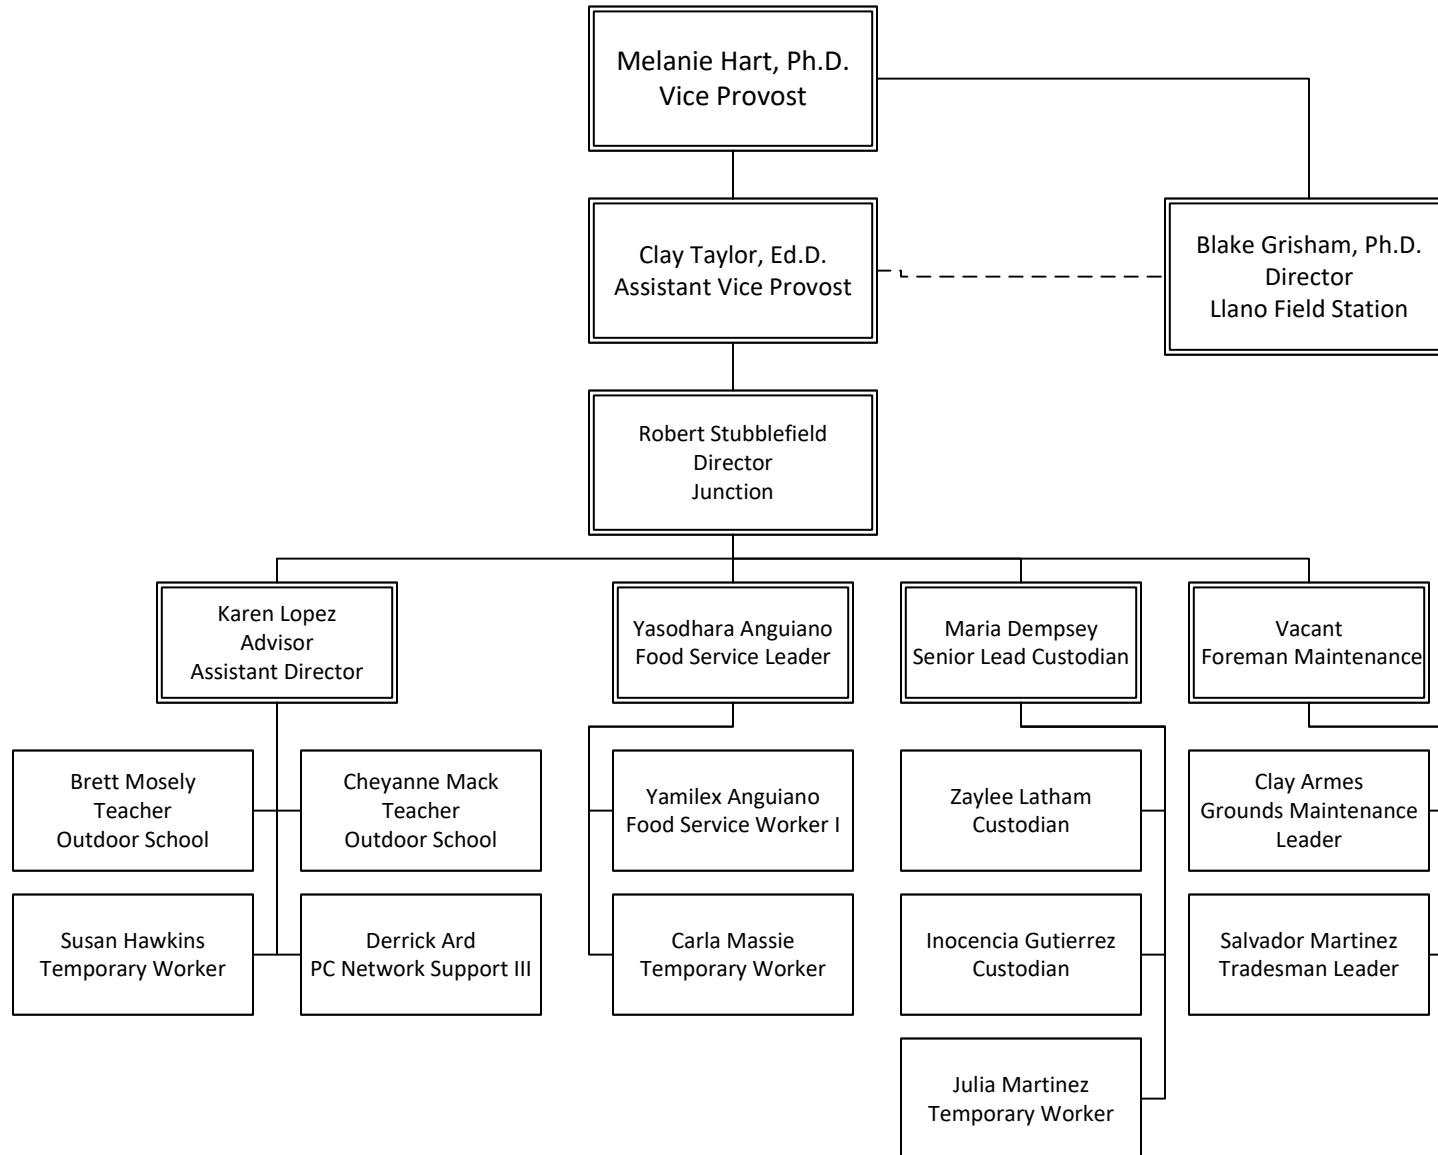 Melanie Hart, Ph.D.
Vice Provost
Clay Taylor, Ed.D.
Assistant Vice Provost
Blake Grisham, Ph.D.
Director
Llano Field Station
Robert Stubblefield
Director
Junction
Karen Lopez
Advisor
Assistant Director
Yasodhara Anguiano
Food Service Leader
Maria Dempsey
Senior Lead Custodian
Vacant
Foreman Maintenance
Brett Mosely
Teacher
Outdoor School
Cheyanne Mack
Teacher
Outdoor School
Yamilex Anguiano
Food Service Worker I
Zaylee Latham
Custodian
Clay Armes
Grounds Maintenance
Leader
Susan Hawkins
Temporary Worker
Derrick Ard
PC Network Support III
Carla Massie
Temporary Worker
Inocencia Gutierrez
Custodian
Salvador Martinez
Tradesman Leader
Julia Martinez
Temporary Worker